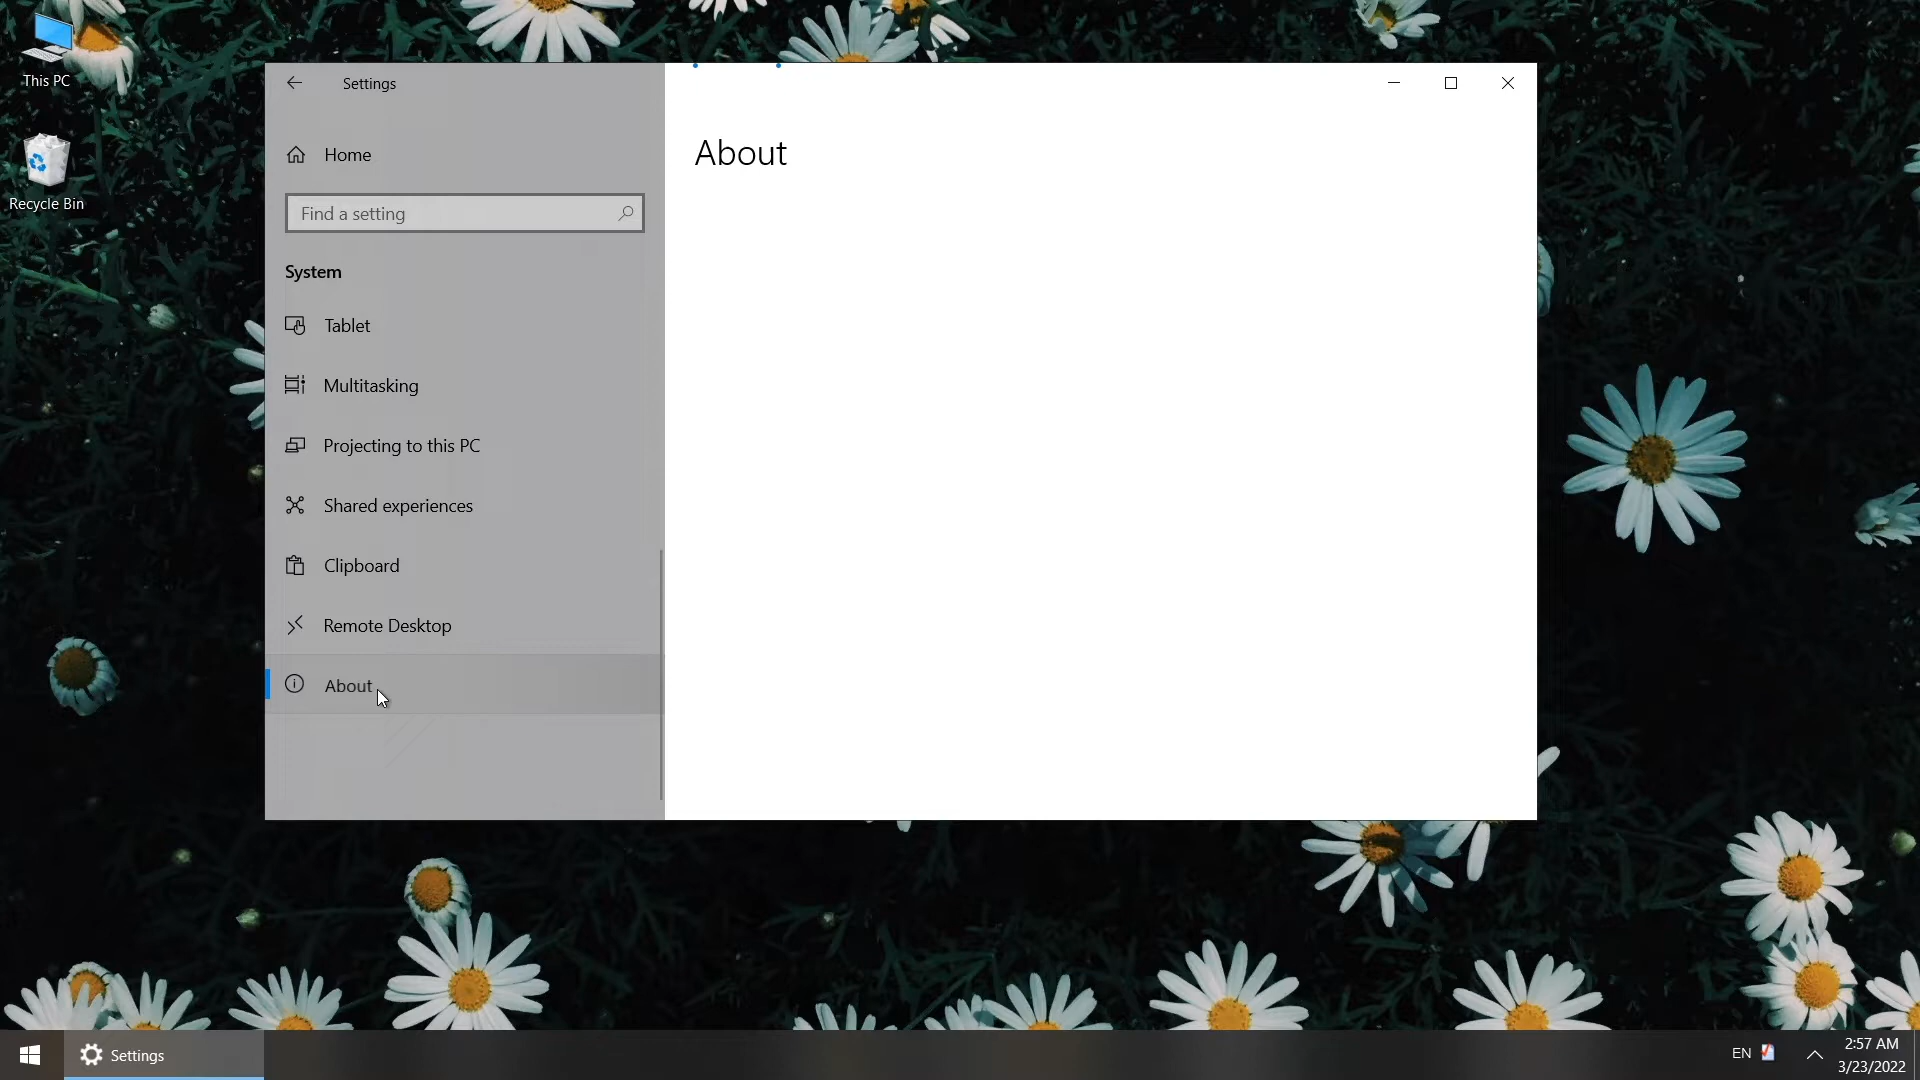 This PC
Recycle Bin
Settings
Home
Find a setting
System
Tablet
Multitasking
Projecting to this PC
Shared experiences
Clipboard
Remote Desktop
About
About
Settings
EN
2:57 AM
3/23/2022